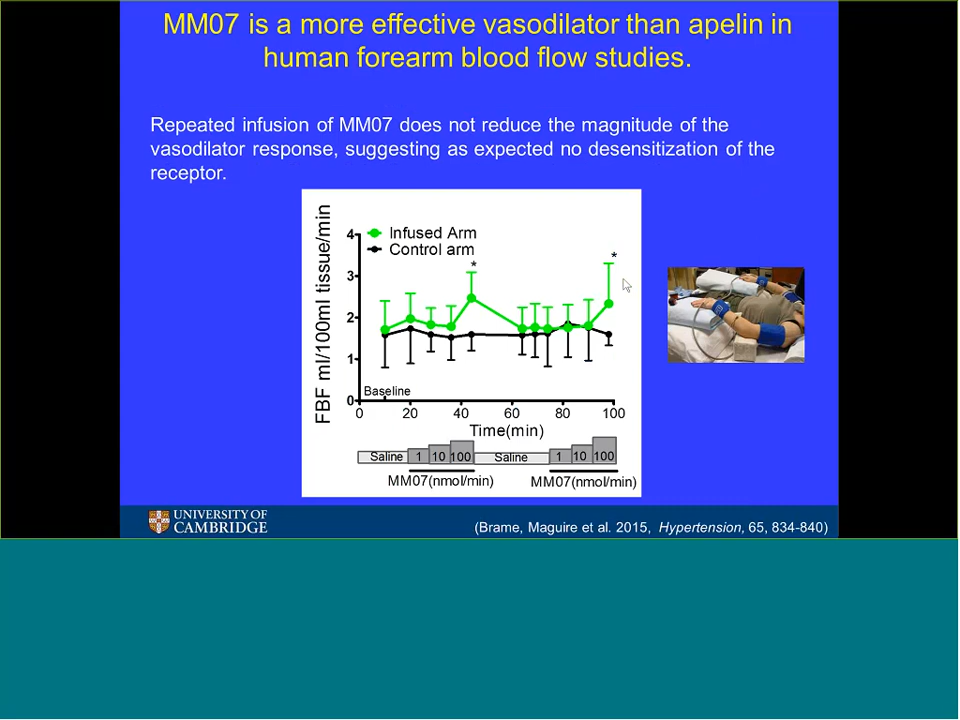 MM07 is a more effective vasodilator than apelin in
human forearm blood flow studies.
Repeated infusion of MM07 does not reduce the magnitude of the
vasodilator response, suggesting as expected no desensitization of the
receptor.
FBF ml/100ml tissue/min
Infused Arm
Control arm
4
3
2
1
0
*
*
Baseline
0 20 40 60 80 100
Time(min)
Saline 1 10 100 Saline 1 10 100
MM07(nmol/min) MM07(nmol/min)
UNIVERSITY OF
CAMBRIDGE
(Brame, Maguire et al. 2015, Hypertension, 65, 834-840)